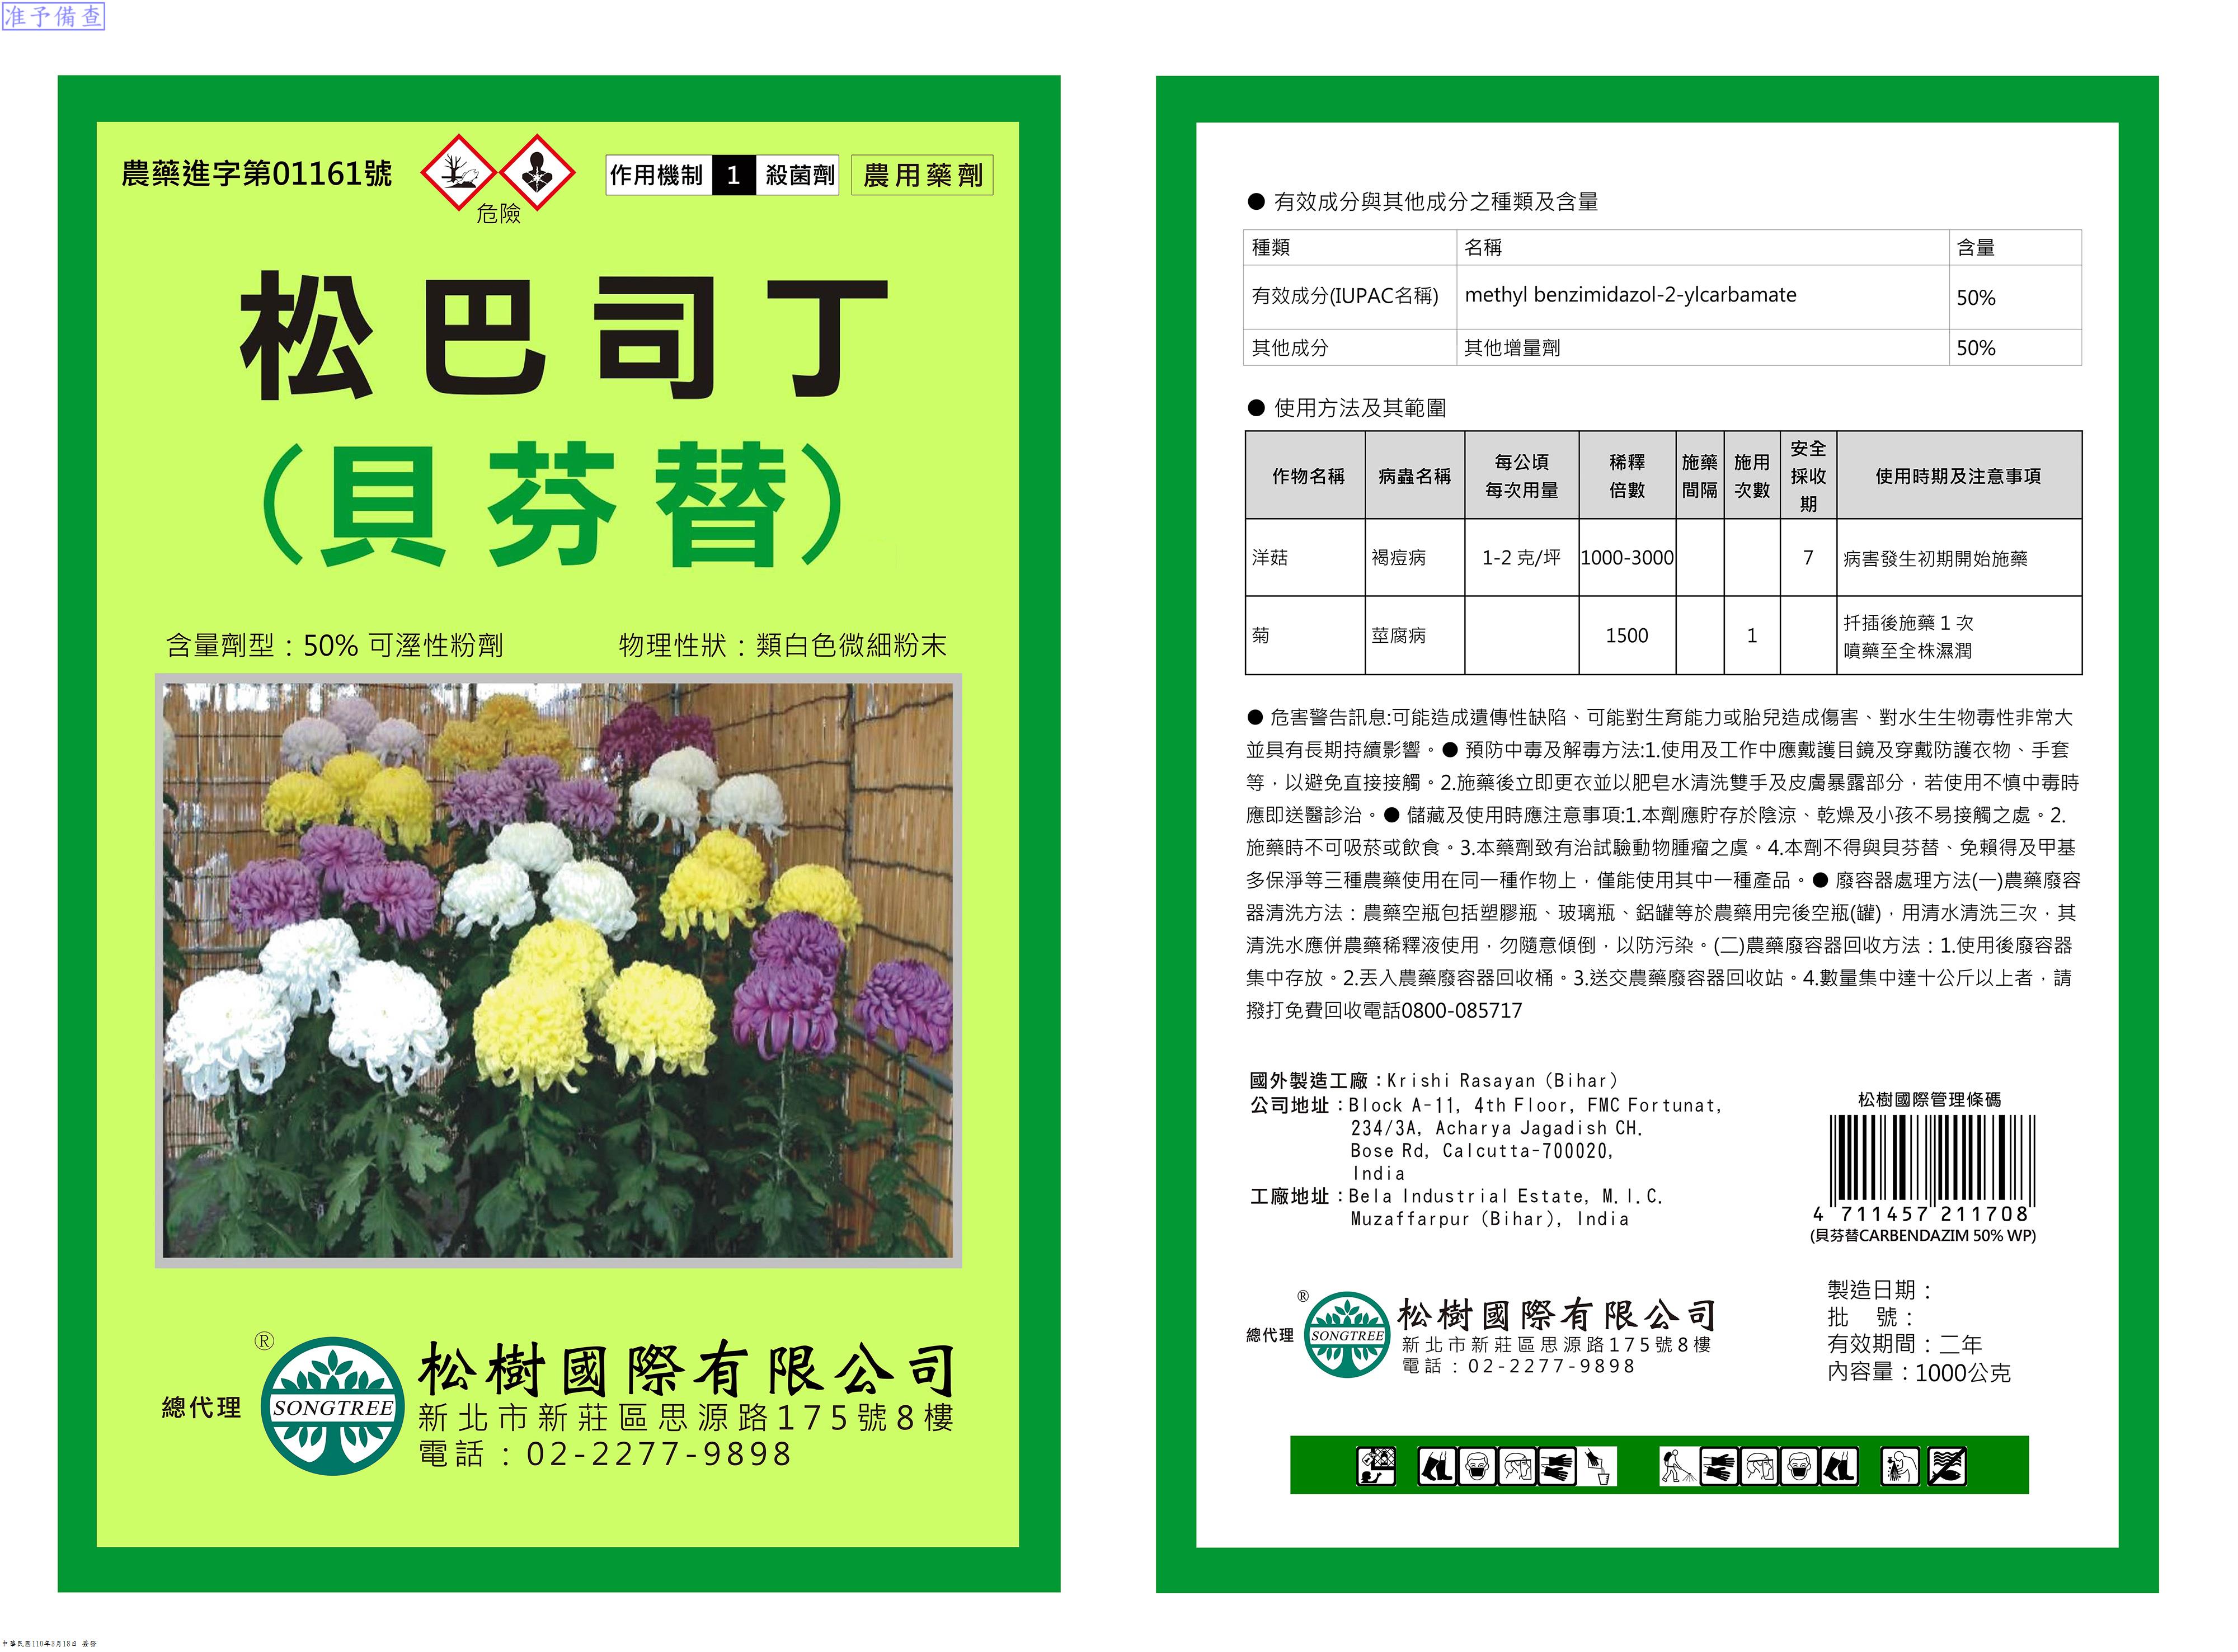 准予備查
農藥進字第01161號
危險
作用機制 1 殺菌劑
農用藥劑
松巴司丁
(貝芬替)
含量劑型：50% 可溼性粉劑
物理性狀：類白色微細粉末
總代理
®
SONGTREE
松樹國際有限公司
新北市新莊區思源路175號8樓
電話：02-2277-9898
● 有效成分與其他成分之種類及含量
種類 名稱 含量
有效成分(IUPAC名稱) methyl benzimidazol-2-ylcarbamate 50%
其他成分 其他增量劑 50%
● 使用方法及其範圍
作物名稱 病蟲名稱 每公頃每次用量 稀釋倍數 施藥間隔 施用次數 安全採收期 使用時期及注意事項
洋菇 褐痘病 1-2 克/坪 1000-3000 7 病害發生初期開始施藥
菊 莖腐病 1500 1 扦插後施藥 1 次
噴藥至全株濕潤
● 危害警告訊息:可能造成遺傳性缺陷、可能對生育能力或胎兒造成傷害、對水生生物毒性非常大
並具有長期持續影響。● 預防中毒及解毒方法:1.使用及工作中應戴護目鏡及穿戴防護衣物、手套
等，以避免直接接觸。2.施藥後立即更衣並以肥皂水清洗雙手及皮膚暴露部分，若使用不慎中毒時
應即送醫診治。● 儲藏及使用時應注意事項:1.本劑應貯存於陰涼、乾燥及小孩不易接觸之處。2.
施藥時不可吸菸或飲食。3.本藥劑致有治試驗動物腫瘤之虞。4.本劑不得與貝芬替、免賴得及甲基
多保淨等三種農藥使用在同一種作物上，僅能使用其中一種產品。● 廢容器處理方法(一)農藥廢容
器清洗方法：農藥空瓶包括塑膠瓶、玻璃瓶、鋁罐等於農藥用完後空瓶(罐)，用清水清洗三次，其
清洗水應併農藥稀釋液使用，勿隨意傾倒，以防污染。(二)農藥廢容器回收方法：1.使用後廢容器
集中存放。2.丟入農藥廢容器回收桶。3.送交農藥廢容器回收站。4.數量集中達十公斤以上者，請
撥打免費回收電話0800-085717
國外製造工廠：Krishi Rasayan (Bihar)
公司地址：Block A-11, 4th Floor, FMC Fortunat,
234/3A, Acharya Jagadish CH.
Bose Rd, Calcutta-700020,
India
工廠地址：Bela Industrial Estate, M.I.C.
Muzaffarpur (Bihar), India
松樹國際管理條碼
4 711457 211708
(貝芬替CARBENDAZIM 50% WP)
總代理
®
SONGTREE
松樹國際有限公司
新北市新莊區思源路175號8樓
電話：02-2277-9898
製造日期：
批 號：
有效期間：二年
內容量：1000公克
中華民國110年3月18日 簽發